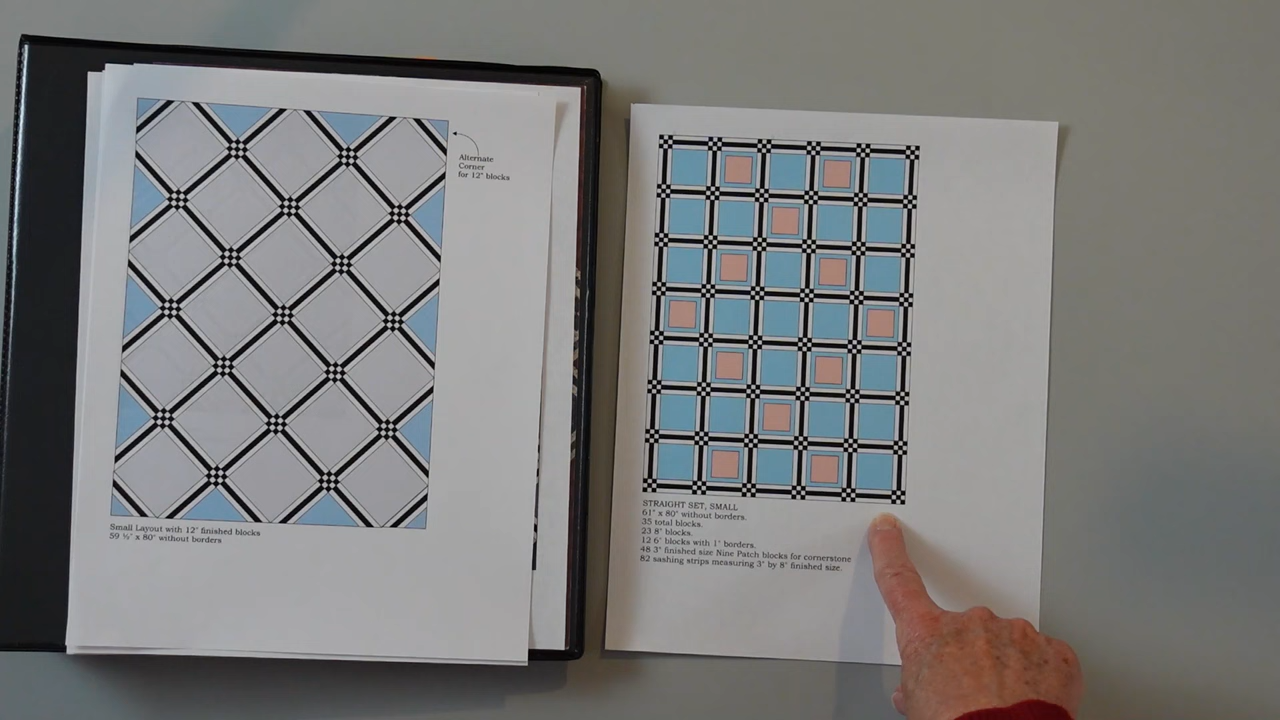 Alternate
Corner
for 12" blocks
Small Layout with 12" finished blocks
59 ½" x 80" without borders
STRAIGHT SET, SMALL
61" x 80" without borders.
35 total blocks.
23 8" blocks.
12 6" blocks with 1" borders.
48 3" finished size Nine Patch blocks for cornerstone
82 sashing strips measuring 3" by 8" finished size.